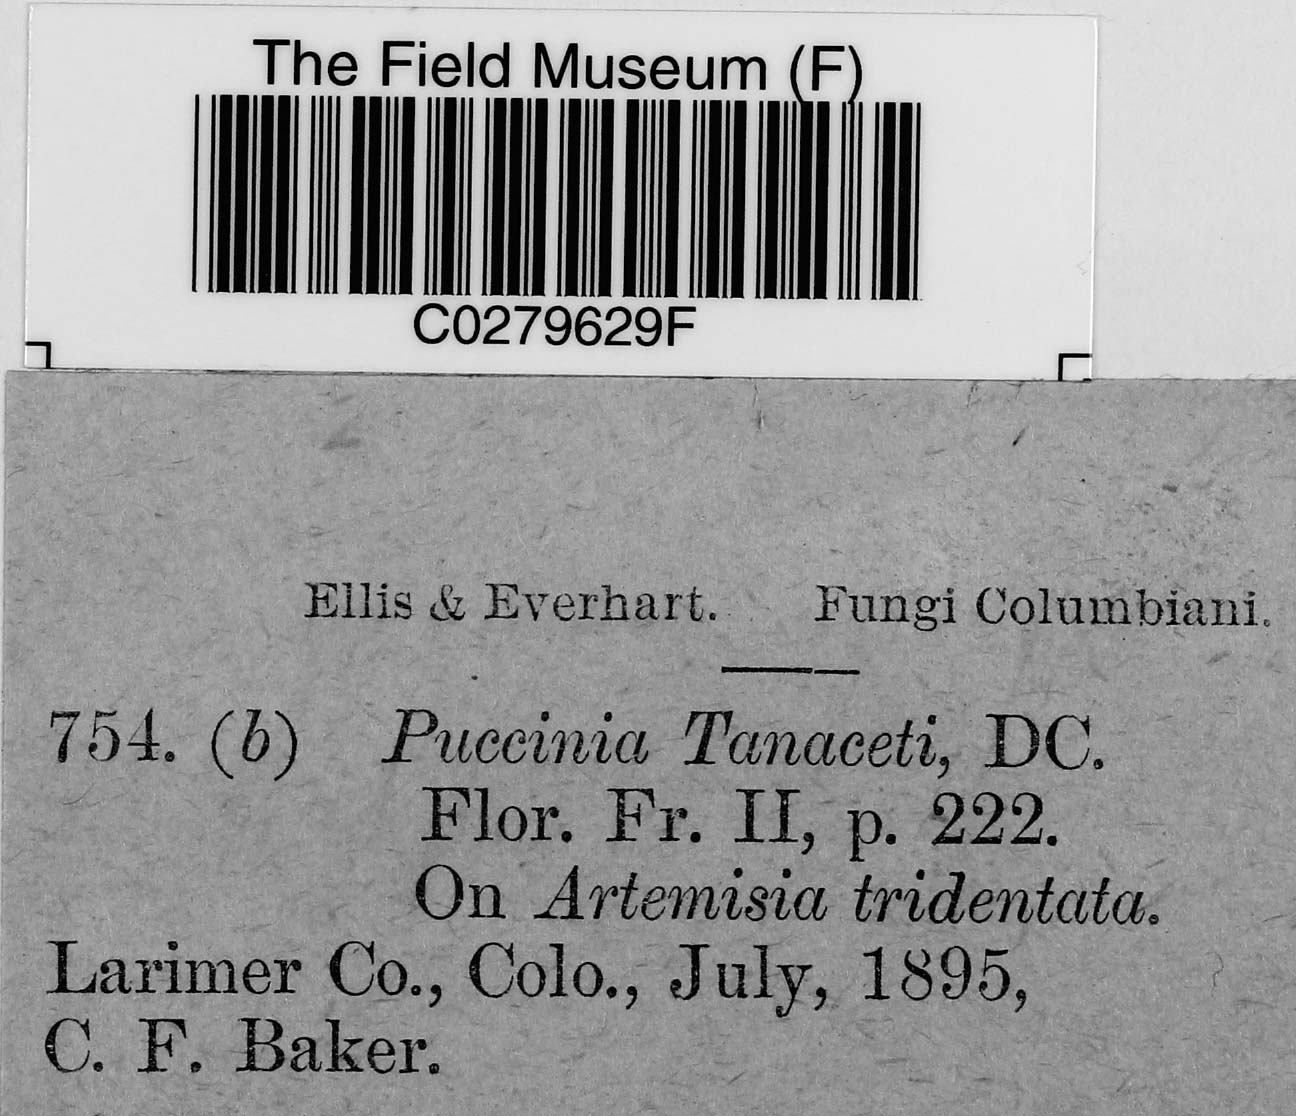 The Field Museum (F)
C0279629F
Ellis & Everhart. Fungi Columbiani.
754. (b) Puccinia Tanaceti, DC.
Flor. Fr. II, p. 222.
On Artemisia tridentata.
Larimer Co., Colo., July, 1895,
C. F. Baker.